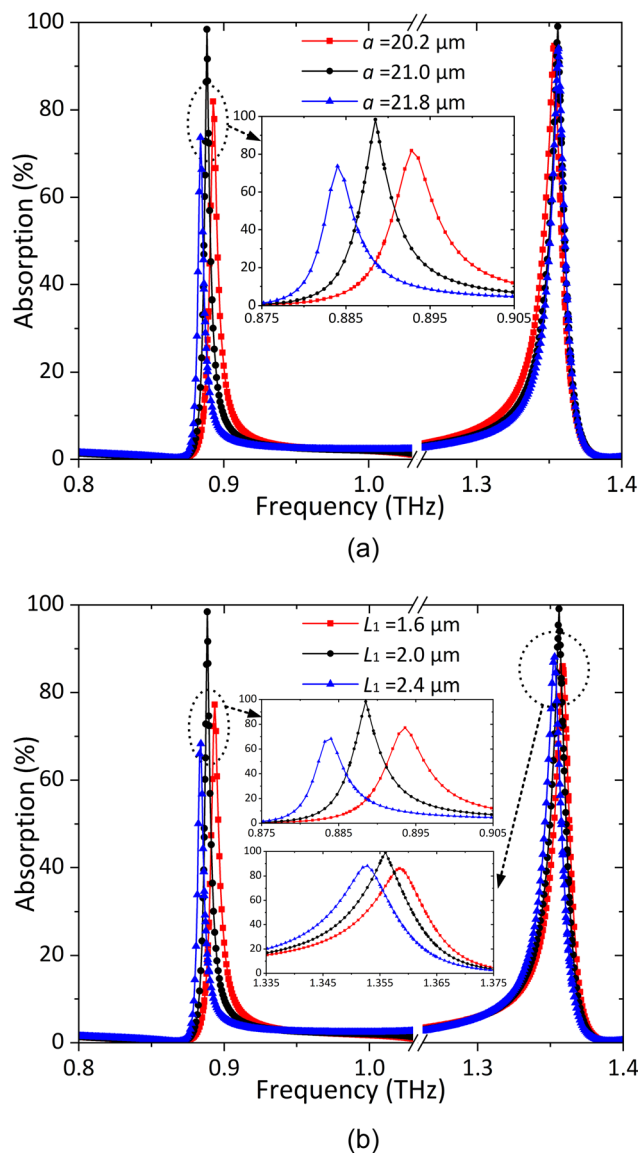 100
80
60
40
20
0
Absorption (%)
a =20.2 μm
a =21.0 μm
a =21.8 μm
100
80
60
40
20
0
0.875 0.885 0.895 0.905
0.8 0.9 1.0 1.3 1.4
Frequency (THz)
(a)
100
80
60
40
20
0
Absorption (%)
L1 =1.6 μm
L1 =2.0 μm
L1 =2.4 μm
100
80
60
40
20
0
0.875 0.885 0.895 0.905
100
80
60
40
20
0
1.335 1.345 1.355 1.365 1.375
0.8 0.9 1.0 1.3 1.4
Frequency (THz)
(b)